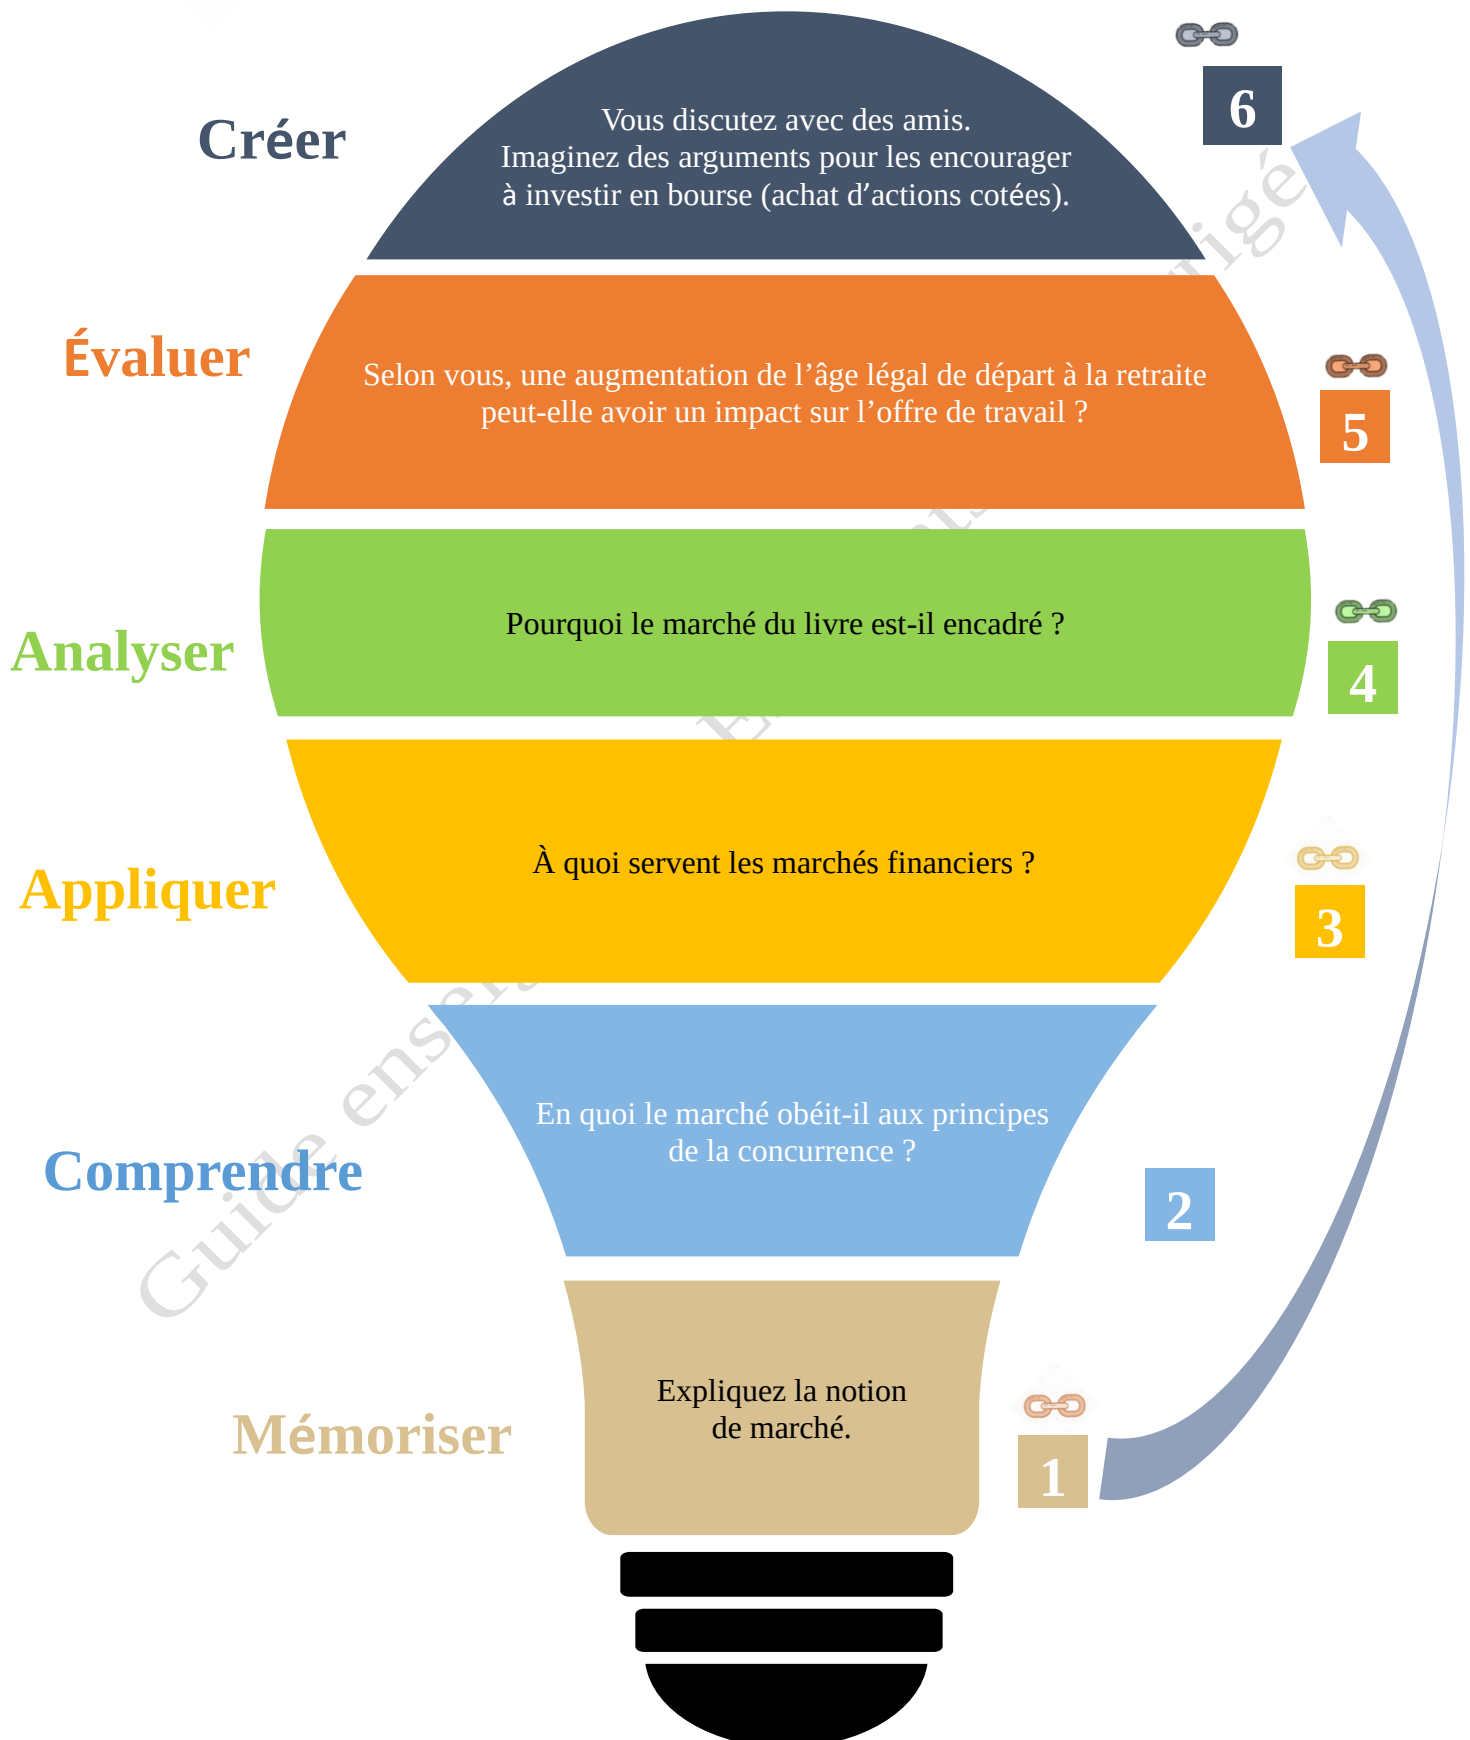 6
Créer
Vous discutez avec des amis.
Imaginez des arguments pour les encourager
à investir en bourse (achat d’actions cotées).
Évaluer
Selon vous, une augmentation de l’âge légal de départ à la retraite
peut-elle avoir un impact sur l’offre de travail ?
5
Analyser
Pourquoi le marché du livre est-il encadré ?
4
Appliquer
À quoi servent les marchés financiers ?
3
Comprendre
En quoi le marché obéit-il aux principes
de la concurrence ?
2
Mémoriser
Expliquez la notion
de marché.
1
Guide